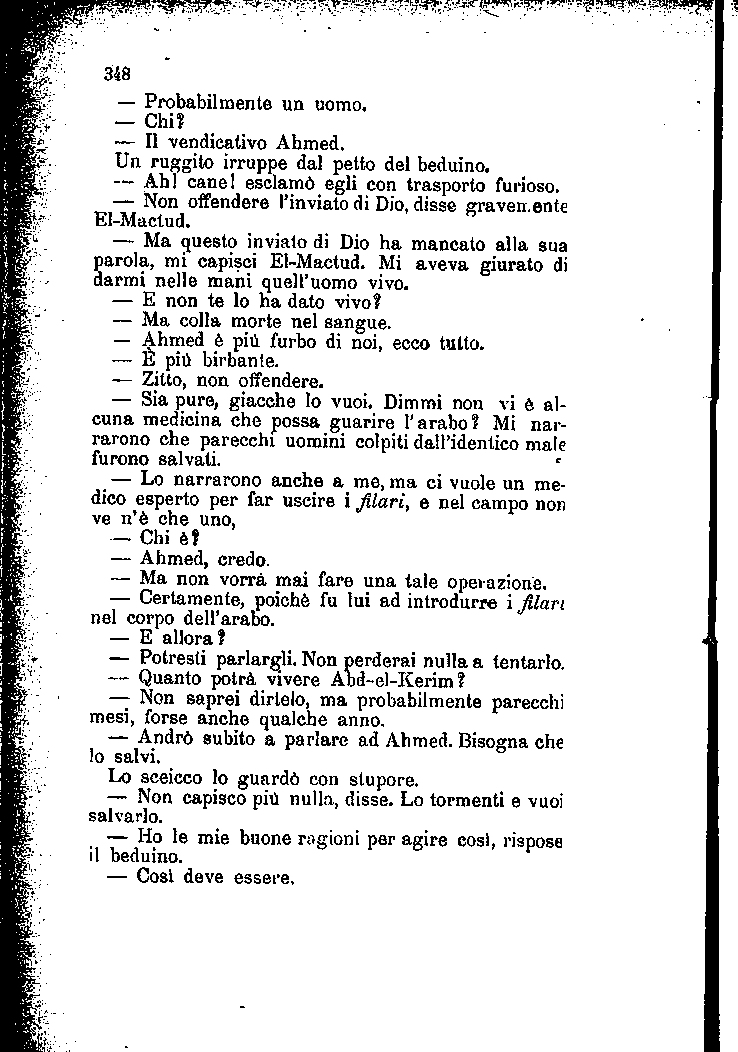 348
— Probabilmente un uomo.
— Chi?
— Il vendicativo Ahmed.
Un ruggito irruppe dal petto del beduino.
— Ah! cane! esclamò egli con trasporto furioso.
— Non offendere l'inviato di Dio, disse gravemente
El-Mactud.
— Ma questo inviato di Dio ha mancato alla sua
parola, mi capisci El-Mactud. Mi aveva giurato di
darmi nelle mani quell'uomo vivo.
— E non te lo ha dato vivo?
— Ma colla morte nel sangue.
— Ahmed è più furbo di noi, ecco tutto.
— È più birbante.
— Zitto, non offendere.
— Sia pure, giacche lo vuoi. Dimmi non vi è al-
cuna medicina che possa guarire l'arabo? Mi nar-
rarono che parecchi uomini colpiti dall'identico male
furono salvati.
— Lo narrarono anche a me, ma ci vuole un me-
dico esperto per far uscire i filari, e nel campo non
ve n'è che uno,
— Chi è?
— Ahmed, credo.
— Ma non vorrà mai fare una tale operazione.
— Certamente, poichè fu lui ad introdurre i filari
nel corpo dell'arabo.
— E allora?
— Potresti parlargli. Non perderai nulla a tentarlo.
— Quanto potrà vivere Abd-el-Kerim?
— Non saprei dirtelo, ma probabilmente parecchi
mesi, forse anche qualche anno.
— Andrò subito a parlare ad Ahmed. Bisogna che
lo salvi.
Lo sceicco lo guardò con stupore.
— Non capisco più nulla, disse. Lo tormenti e vuoi
salvarlo.
— Ho le mie buone ragioni per agire così, rispose
il beduino.
— Così deve essere.